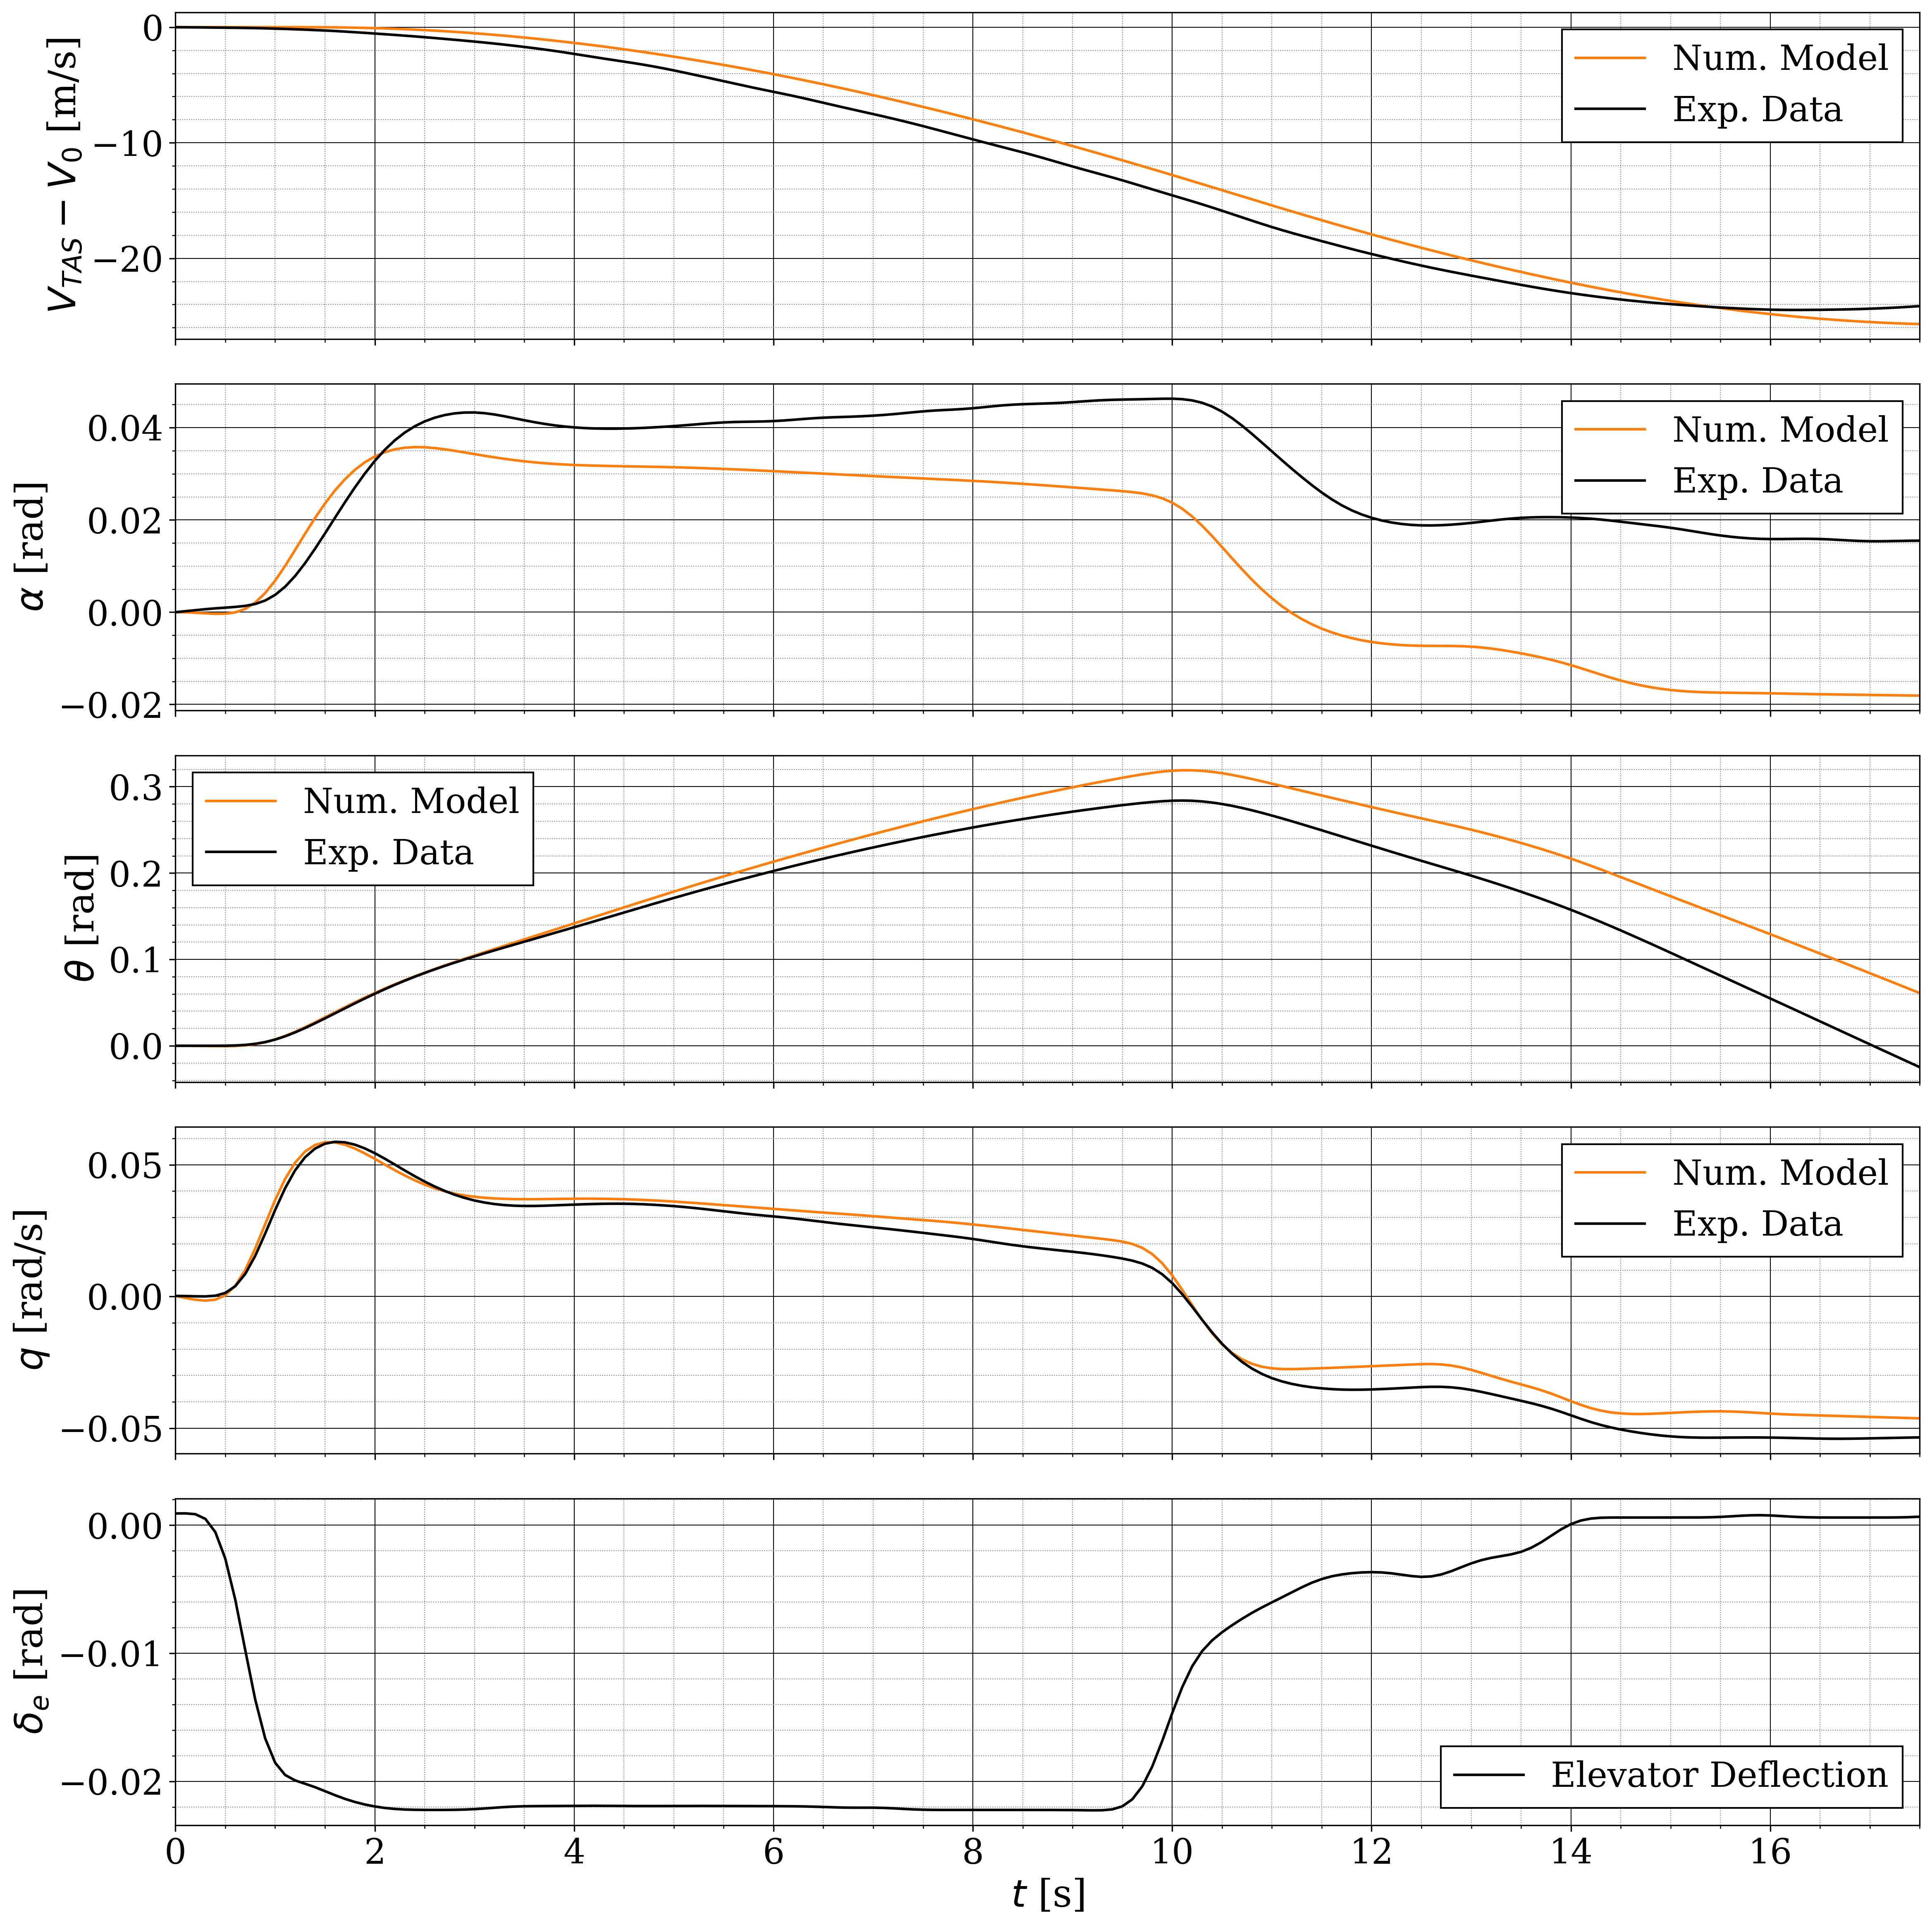 V_TAS − V_0 [m/s]
0
−10
−20
Num. Model
Exp. Data
α [rad]
0.04
0.02
0.00
−0.02
Num. Model
Exp. Data
θ [rad]
0.3
0.2
0.1
0.0
Num. Model
Exp. Data
q [rad/s]
0.05
0.00
−0.05
Num. Model
Exp. Data
δ_e [rad]
0.00
−0.01
−0.02
Elevator Deflection
0 2 4 6 8 10 12 14 16
t [s]